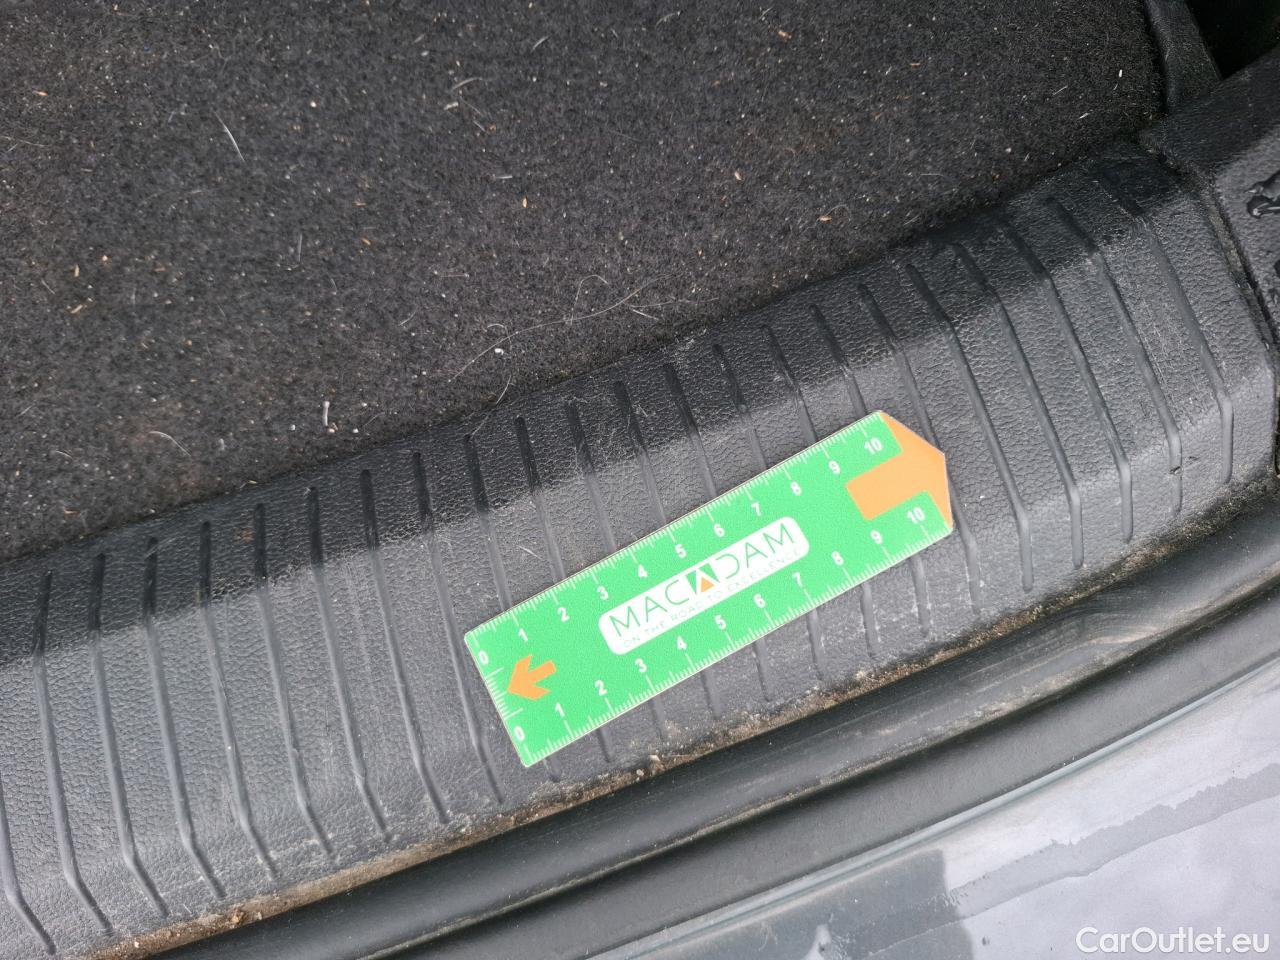 0 1 2 3 4 5 6 7 8 9 10
MACADAM
ON THE ROAD TO EXCELLENCE
0 1 2 3 4 5 6 7 8 9 10
CarOutlet.eu